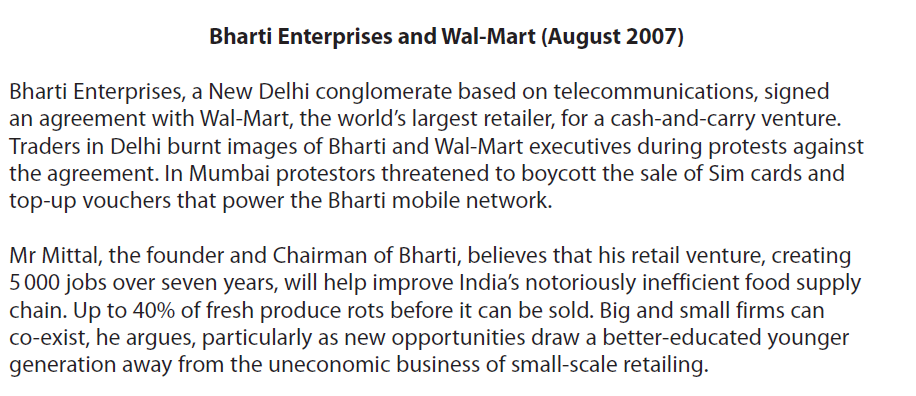 Bharti Enterprises and Wal-Mart (August 2007)
Bharti Enterprises, a New Delhi conglomerate based on telecommunications, signed
an agreement with Wal-Mart, the world’s largest retailer, for a cash-and-carry venture.
Traders in Delhi burnt images of Bharti and Wal-Mart executives during protests against
the agreement. In Mumbai protestors threatened to boycott the sale of Sim cards and
top-up vouchers that power the Bharti mobile network.
Mr Mittal, the founder and Chairman of Bharti, believes that his retail venture, creating
5 000 jobs over seven years, will help improve India’s notoriously inefficient food supply
chain. Up to 40% of fresh produce rots before it can be sold. Big and small firms can
co-exist, he argues, particularly as new opportunities draw a better-educated younger
generation away from the uneconomic business of small-scale retailing.